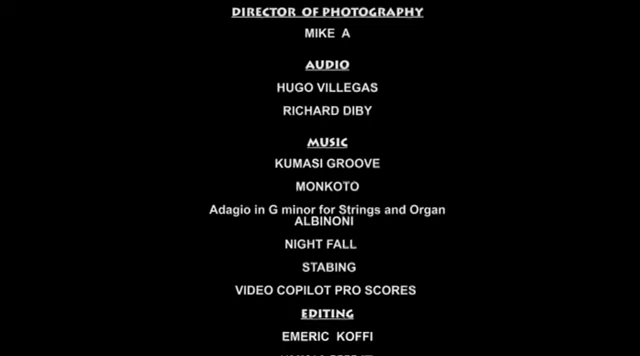 DIRECTOR OF PHOTOGRAPHY
MIKE A
AUDIO
HUGO VILLEGAS
RICHARD DIBY
MUSIC
KUMASI GROOVE
MONKOTO
Adagio in G minor for Strings and Organ
ALBINONI
NIGHT FALL
STABING
VIDEO COPILOT PRO SCORES
EDITING
EMERIC KOFFI